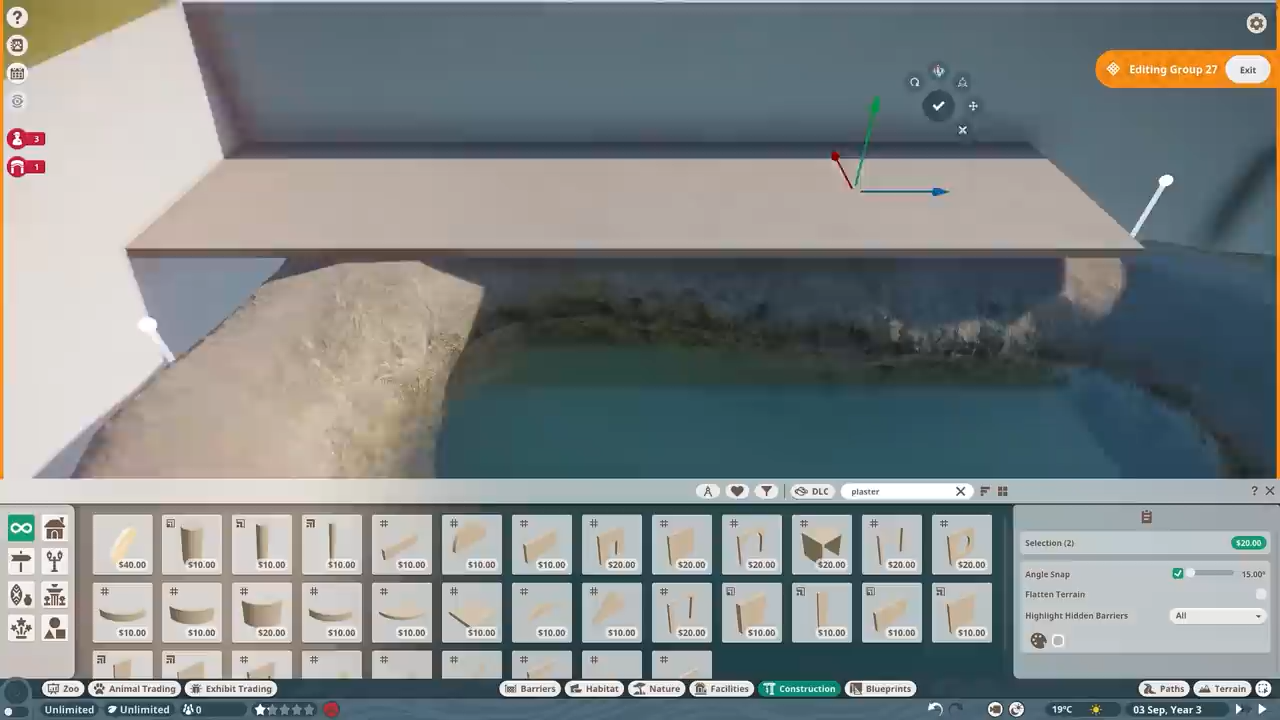 ?
Editing Group 27 Exit
3
1
DLC plaster ?
$40.00 $10.00 $10.00 $10.00 $10.00 $10.00 $10.00 $20.00 $20.00 $20.00 $20.00 $20.00 $20.00
$10.00 $10.00 $20.00 $10.00 $10.00 $10.00 $10.00 $10.00 $20.00 $10.00 $10.00 $10.00 $10.00
Selection (2) $20.00
Angle Snap 15.00°
Flatten Terrain
Highlight Hidden Barriers All
Zoo Animal Trading Exhibit Trading Barriers Habitat Nature Facilities Construction Blueprints Paths Terrain
Unlimited Unlimited 0 19°C 03 Sep, Year 3